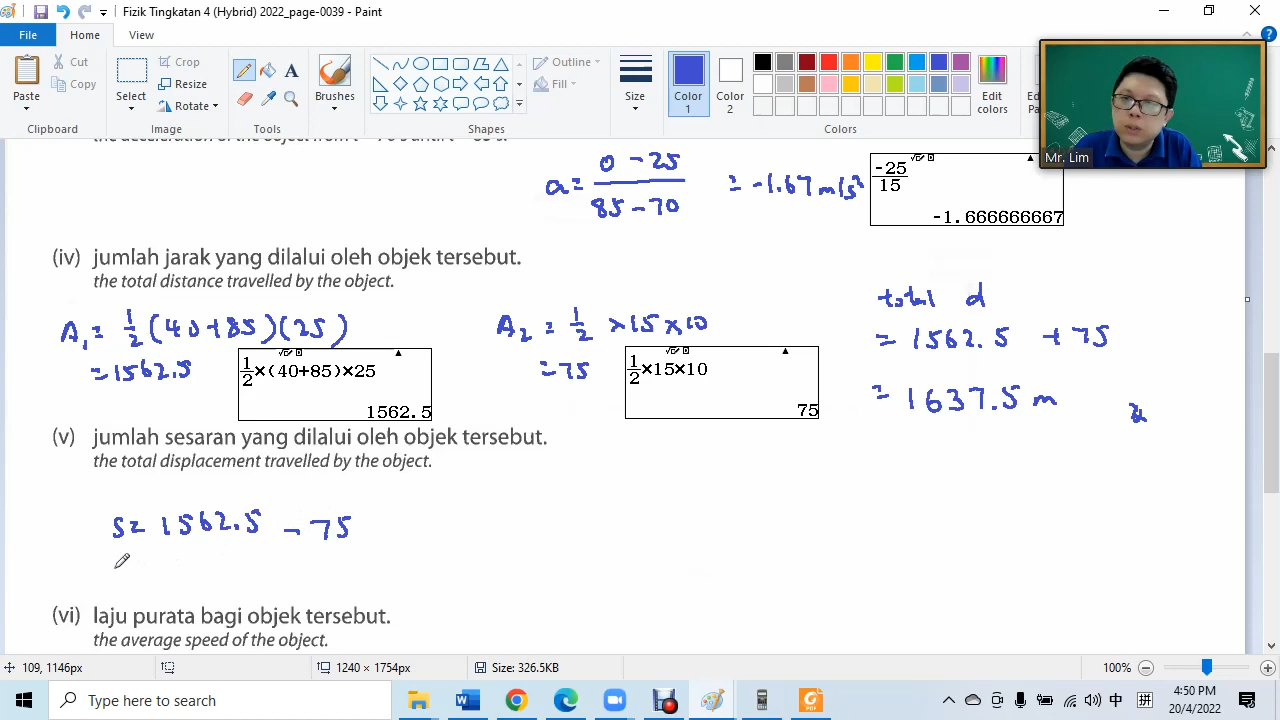 Fizik Tingkatan 4 (Hybrid) 2022_page-0039 - Paint
File Home View
Paste Cut Copy Clipboard
Select Crop Resize Rotate Image
Tools
Brushes
Shapes Outline Fill
Size
Color 1 Color 2 Edit colors Colors
Mr. Lim
a = 0 - 25 / 85 - 70 = -1.67 m/s²
-25/15
-1.666666667
(iv) jumlah jarak yang dilalui oleh objek tersebut.
the total distance travelled by the object.
total d
A₁ = 1/2 (40+85)(25)
A₂ = 1/2 ×15×10
= 1562.5 + 75
= 1562.5
1/2×(40+85)×25
1562.5
= 75
1/2×15×10
75
= 1637.5 m
(v) jumlah sesaran yang dilalui oleh objek tersebut.
the total displacement travelled by the object.
s = 1562.5 - 75
(vi) laju purata bagi objek tersebut.
the average speed of the object.
109, 1146px 1240 × 1754px Size: 326.5KB 100%
Type here to search
中 拼 4:50 PM
20/4/2022